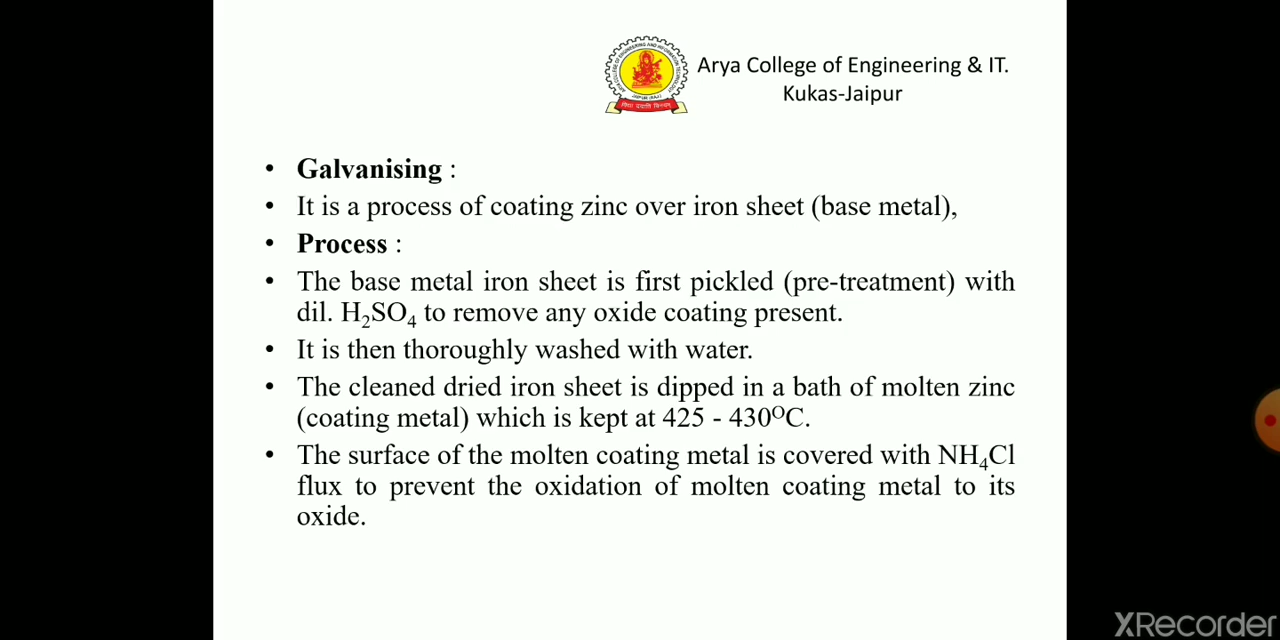 Arya College of Engineering & IT.
Kukas-Jaipur
• Galvanising :
• It is a process of coating zinc over iron sheet (base metal),
• Process :
• The base metal iron sheet is first pickled (pre-treatment) with
dil. H₂SO₄ to remove any oxide coating present.
• It is then thoroughly washed with water.
• The cleaned dried iron sheet is dipped in a bath of molten zinc
(coating metal) which is kept at 425 - 430ᴼC.
• The surface of the molten coating metal is covered with NH₄Cl
flux to prevent the oxidation of molten coating metal to its
oxide.
XRecorder